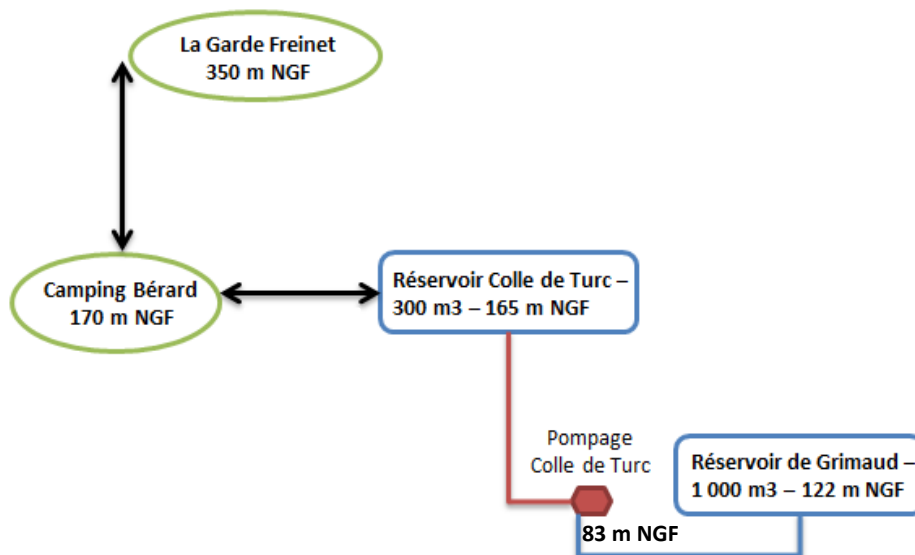 La Garde Freinet
350 m NGF
Camping Bérard
170 m NGF
Réservoir Colle de Turc –
300 m3 – 165 m NGF
Pompage
Colle de Turc
83 m NGF
Réservoir de Grimaud –
1 000 m3 – 122 m NGF